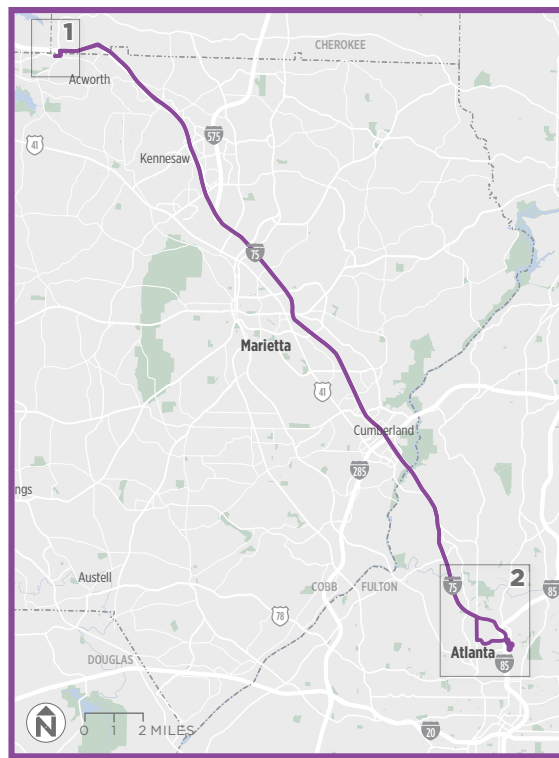 1
CHEROKEE
Acworth
575
41
Kennesaw
75
Marietta
41
Cumberland
285
ngs
2
75
85
Austell
COBB
FULTON
78
Atlanta
85
DOUGLAS
N
0 1 2 MILES
20